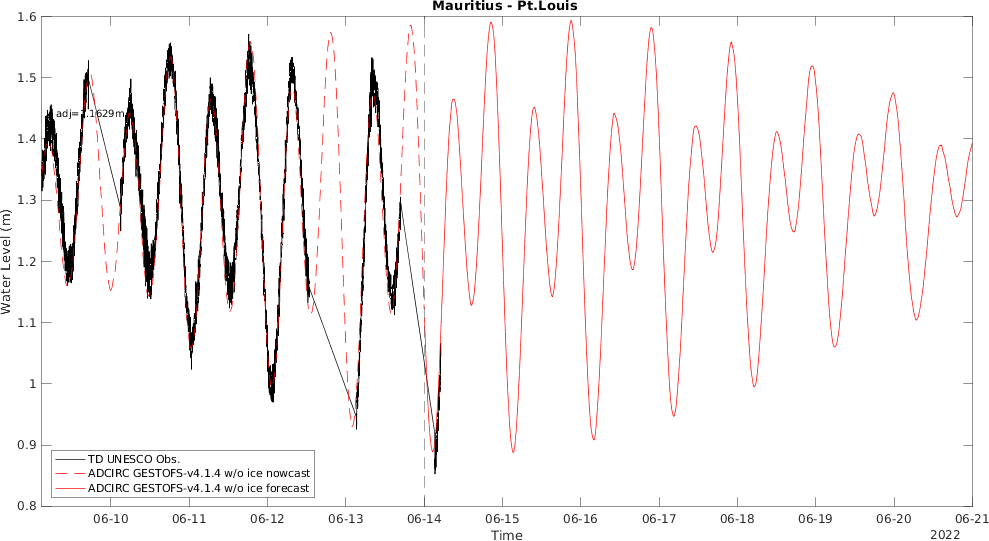 Mauritius - Pt.Louis
1.6
1.5
1.4
1.3
1.2
1.1
1
0.9
0.8
Water Level (m)
adj=1.1629m
TD UNESCO Obs.
ADCIRC GESTOFS-v4.1.4 w/o ice nowcast
ADCIRC GESTOFS-v4.1.4 w/o ice forecast
06-10 06-11 06-12 06-13 06-14 06-15 06-16 06-17 06-18 06-19 06-20 06-21
Time
2022